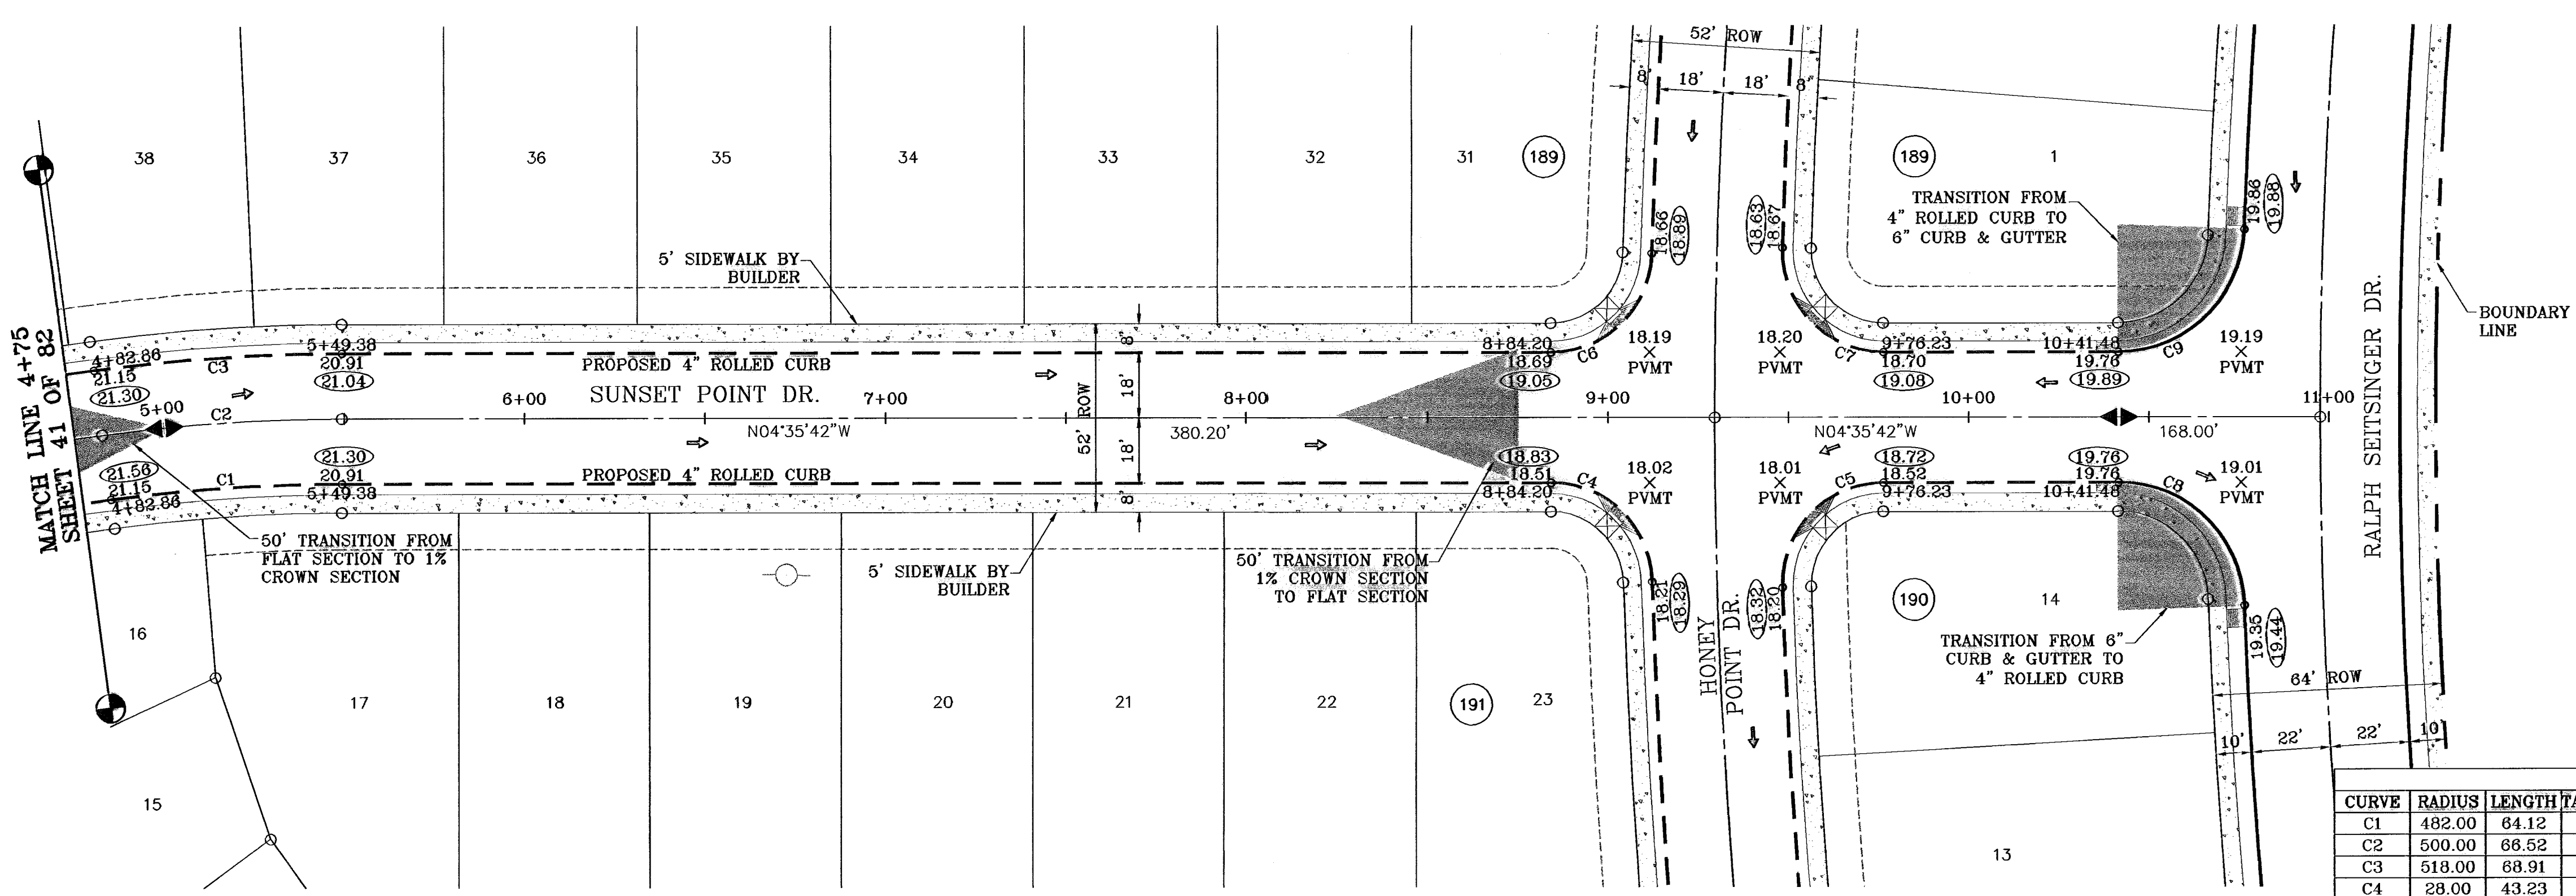 52' ROW
8'
18'
18'
8'
38
37
36
35
34
33
32
31
189
189
1
TRANSITION FROM
4" ROLLED CURB TO
6" CURB & GUTTER
18.66
18.89
18.63
18.67
19.86
19.88
5' SIDEWALK BY
BUILDER
BOUNDARY
LINE
MATCH LINE 4+75
SHEET 41 OF 82
4+82.86
21.15
21.30
C3
5+49.38
20.91
21.04
PROPOSED 4" ROLLED CURB
SUNSET POINT DR.
8'
18'
52' ROW
18'
8'
8+84.20
18.69
19.05
C6
18.19
PVMT
18.20
PVMT
C7
9+76.23
18.70
19.08
10+41.48
19.76
19.89
C9
19.19
PVMT
5+00
C2
6+00
7+00
8+00
9+00
10+00
11+00
N04°35'42"W
380.20'
N04°35'42"W
168.00'
21.56
21.15
4+82.86
C1
21.30
20.91
5+49.38
PROPOSED 4" ROLLED CURB
18.83
18.51
8+84.20
C4
18.02
PVMT
18.01
PVMT
C5
18.72
18.52
9+76.23
19.76
19.76
10+41.48
C8
19.01
PVMT
RALPH SEITSINGER DR.
50' TRANSITION FROM
FLAT SECTION TO 1%
CROWN SECTION
5' SIDEWALK BY
BUILDER
50' TRANSITION FROM
1% CROWN SECTION
TO FLAT SECTION
18.21
18.29
HONEY
POINT DR.
18.32
18.20
190
14
TRANSITION FROM 6"
CURB & GUTTER TO
4" ROLLED CURB
19.35
19.44
64' ROW
10'
22'
22'
10'
16
15
17
18
19
20
21
22
191
23
13
CURVE RADIUS LENGTH
C1 482.00 64.12
C2 500.00 66.52
C3 518.00 68.91
C4 28.00 43.23